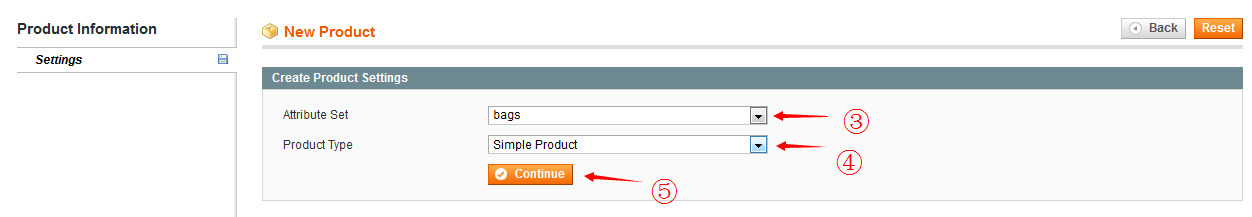 Product Information
Settings
New Product
Back
Reset
Create Product Settings
Attribute Set
bags
③
Product Type
Simple Product
④
Continue
⑤